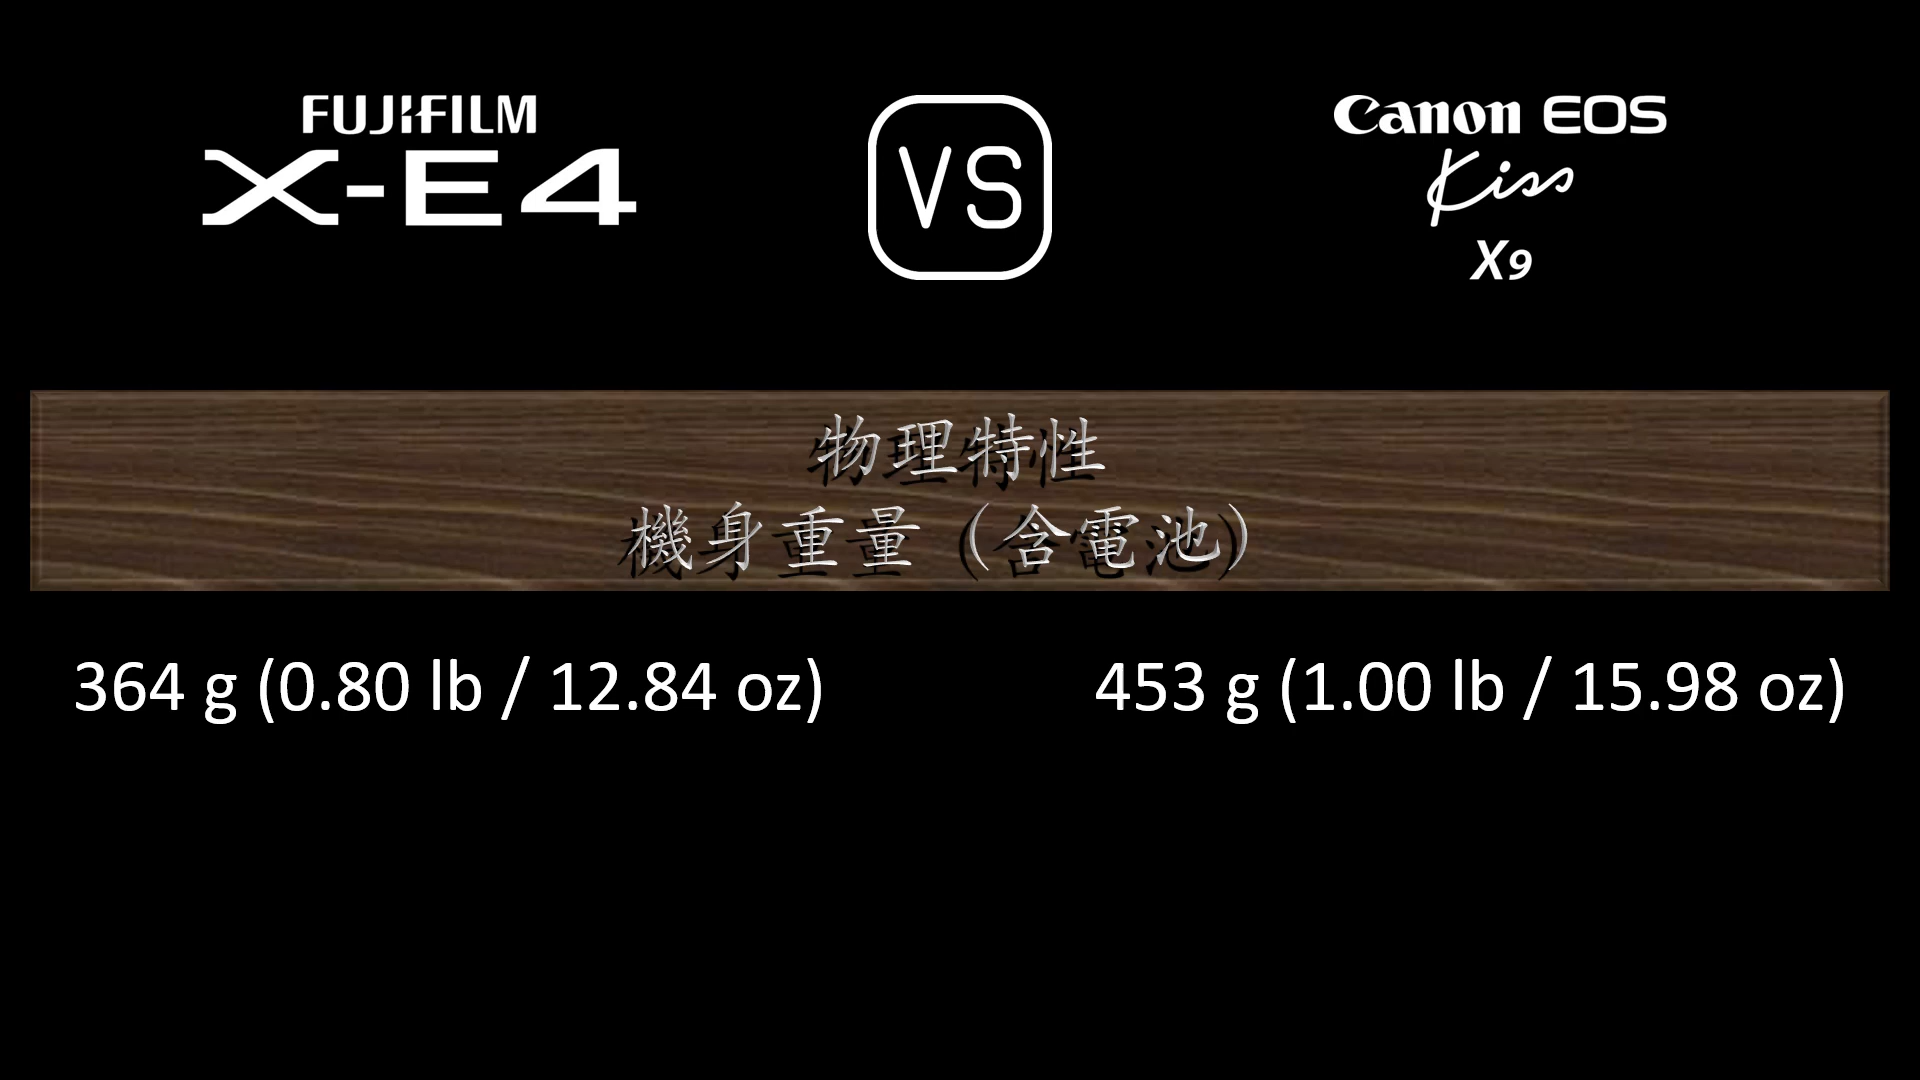 FUJIFILM
X-E4
VS
Canon EOS
Kiss
X9
物理特性
機身重量（含電池）
364 g (0.80 lb / 12.84 oz)
453 g (1.00 lb / 15.98 oz)